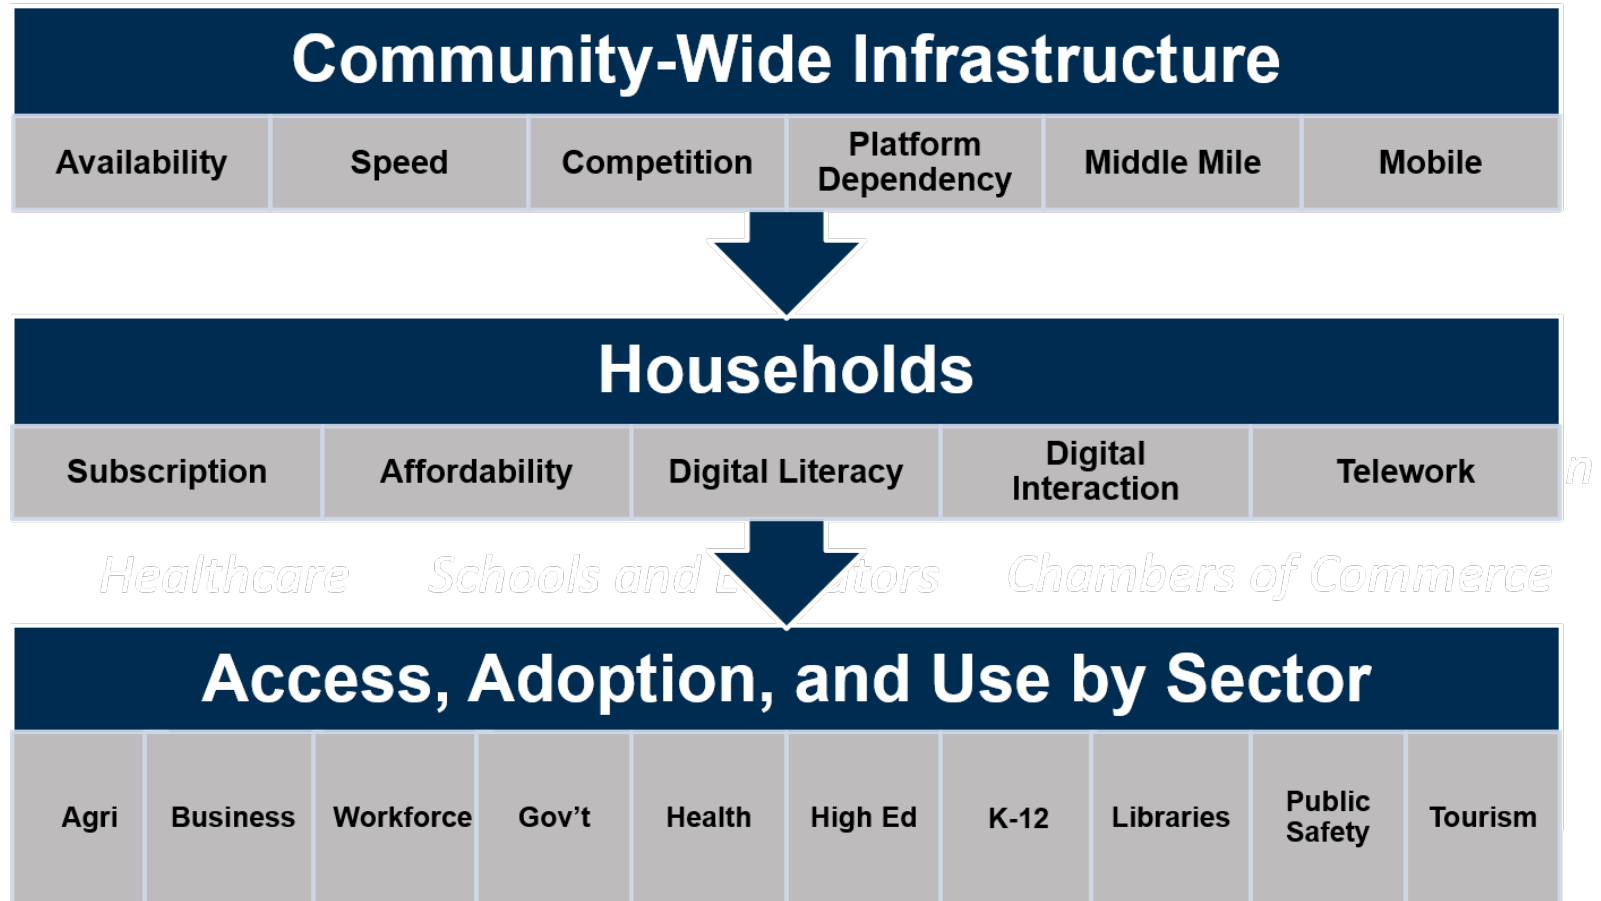 Community-Wide Infrastructure
Availability
Speed
Competition
Platform
Dependency
Middle Mile
Mobile
Households
Subscription
Affordability
Digital Literacy
Digital
Interaction
Telework
Healthcare
Schools and
Chambers of Commerce
Access, Adoption, and Use by Sector
Agri
Business
Workforce
Gov’t
Health
High Ed
K-12
Libraries
Public
Safety
Tourism